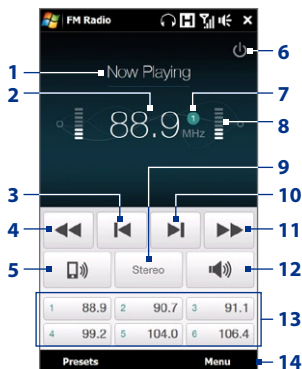 FM Radio
6
1 Now Playing
2 7
88.9 1
MHz 8
9
3 10
4 11
5 Stereo 12
1 88.9 2 90.7 3 91.1
13
4 99.2 5 104.0 6 106.4
Presets Menu 14